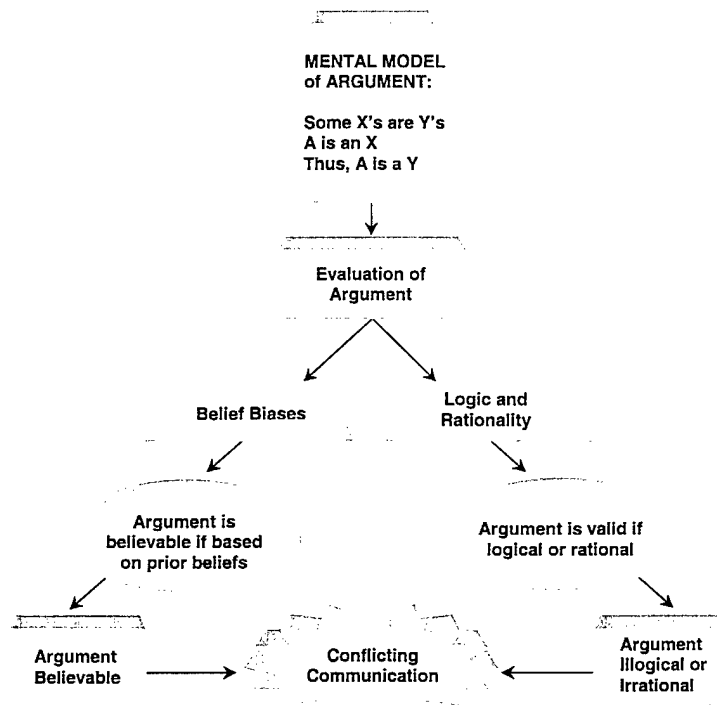 MENTAL MODEL
of ARGUMENT:
Some X's are Y's
A is an X
Thus, A is a Y
Evaluation of
Argument
Belief Biases
Logic and
Rationality
Argument is
believable if based
on prior beliefs
Argument is valid if
logical or rational
Argument
Believable
Conflicting
Communication
Argument
Illogical or
Irrational